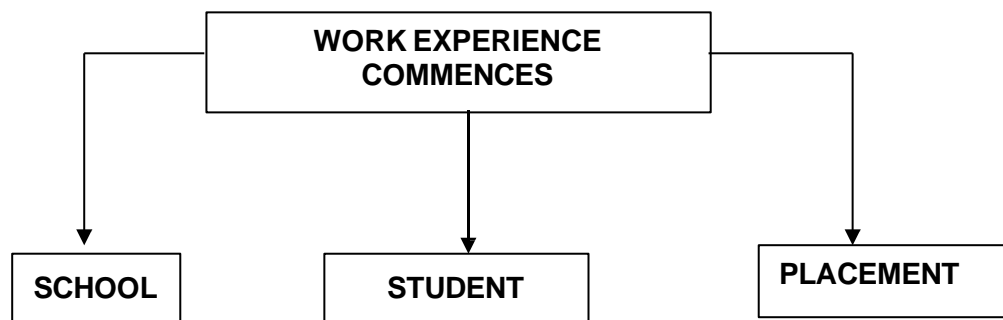 WORK EXPERIENCE
COMMENCES
SCHOOL
STUDENT
PLACEMENT